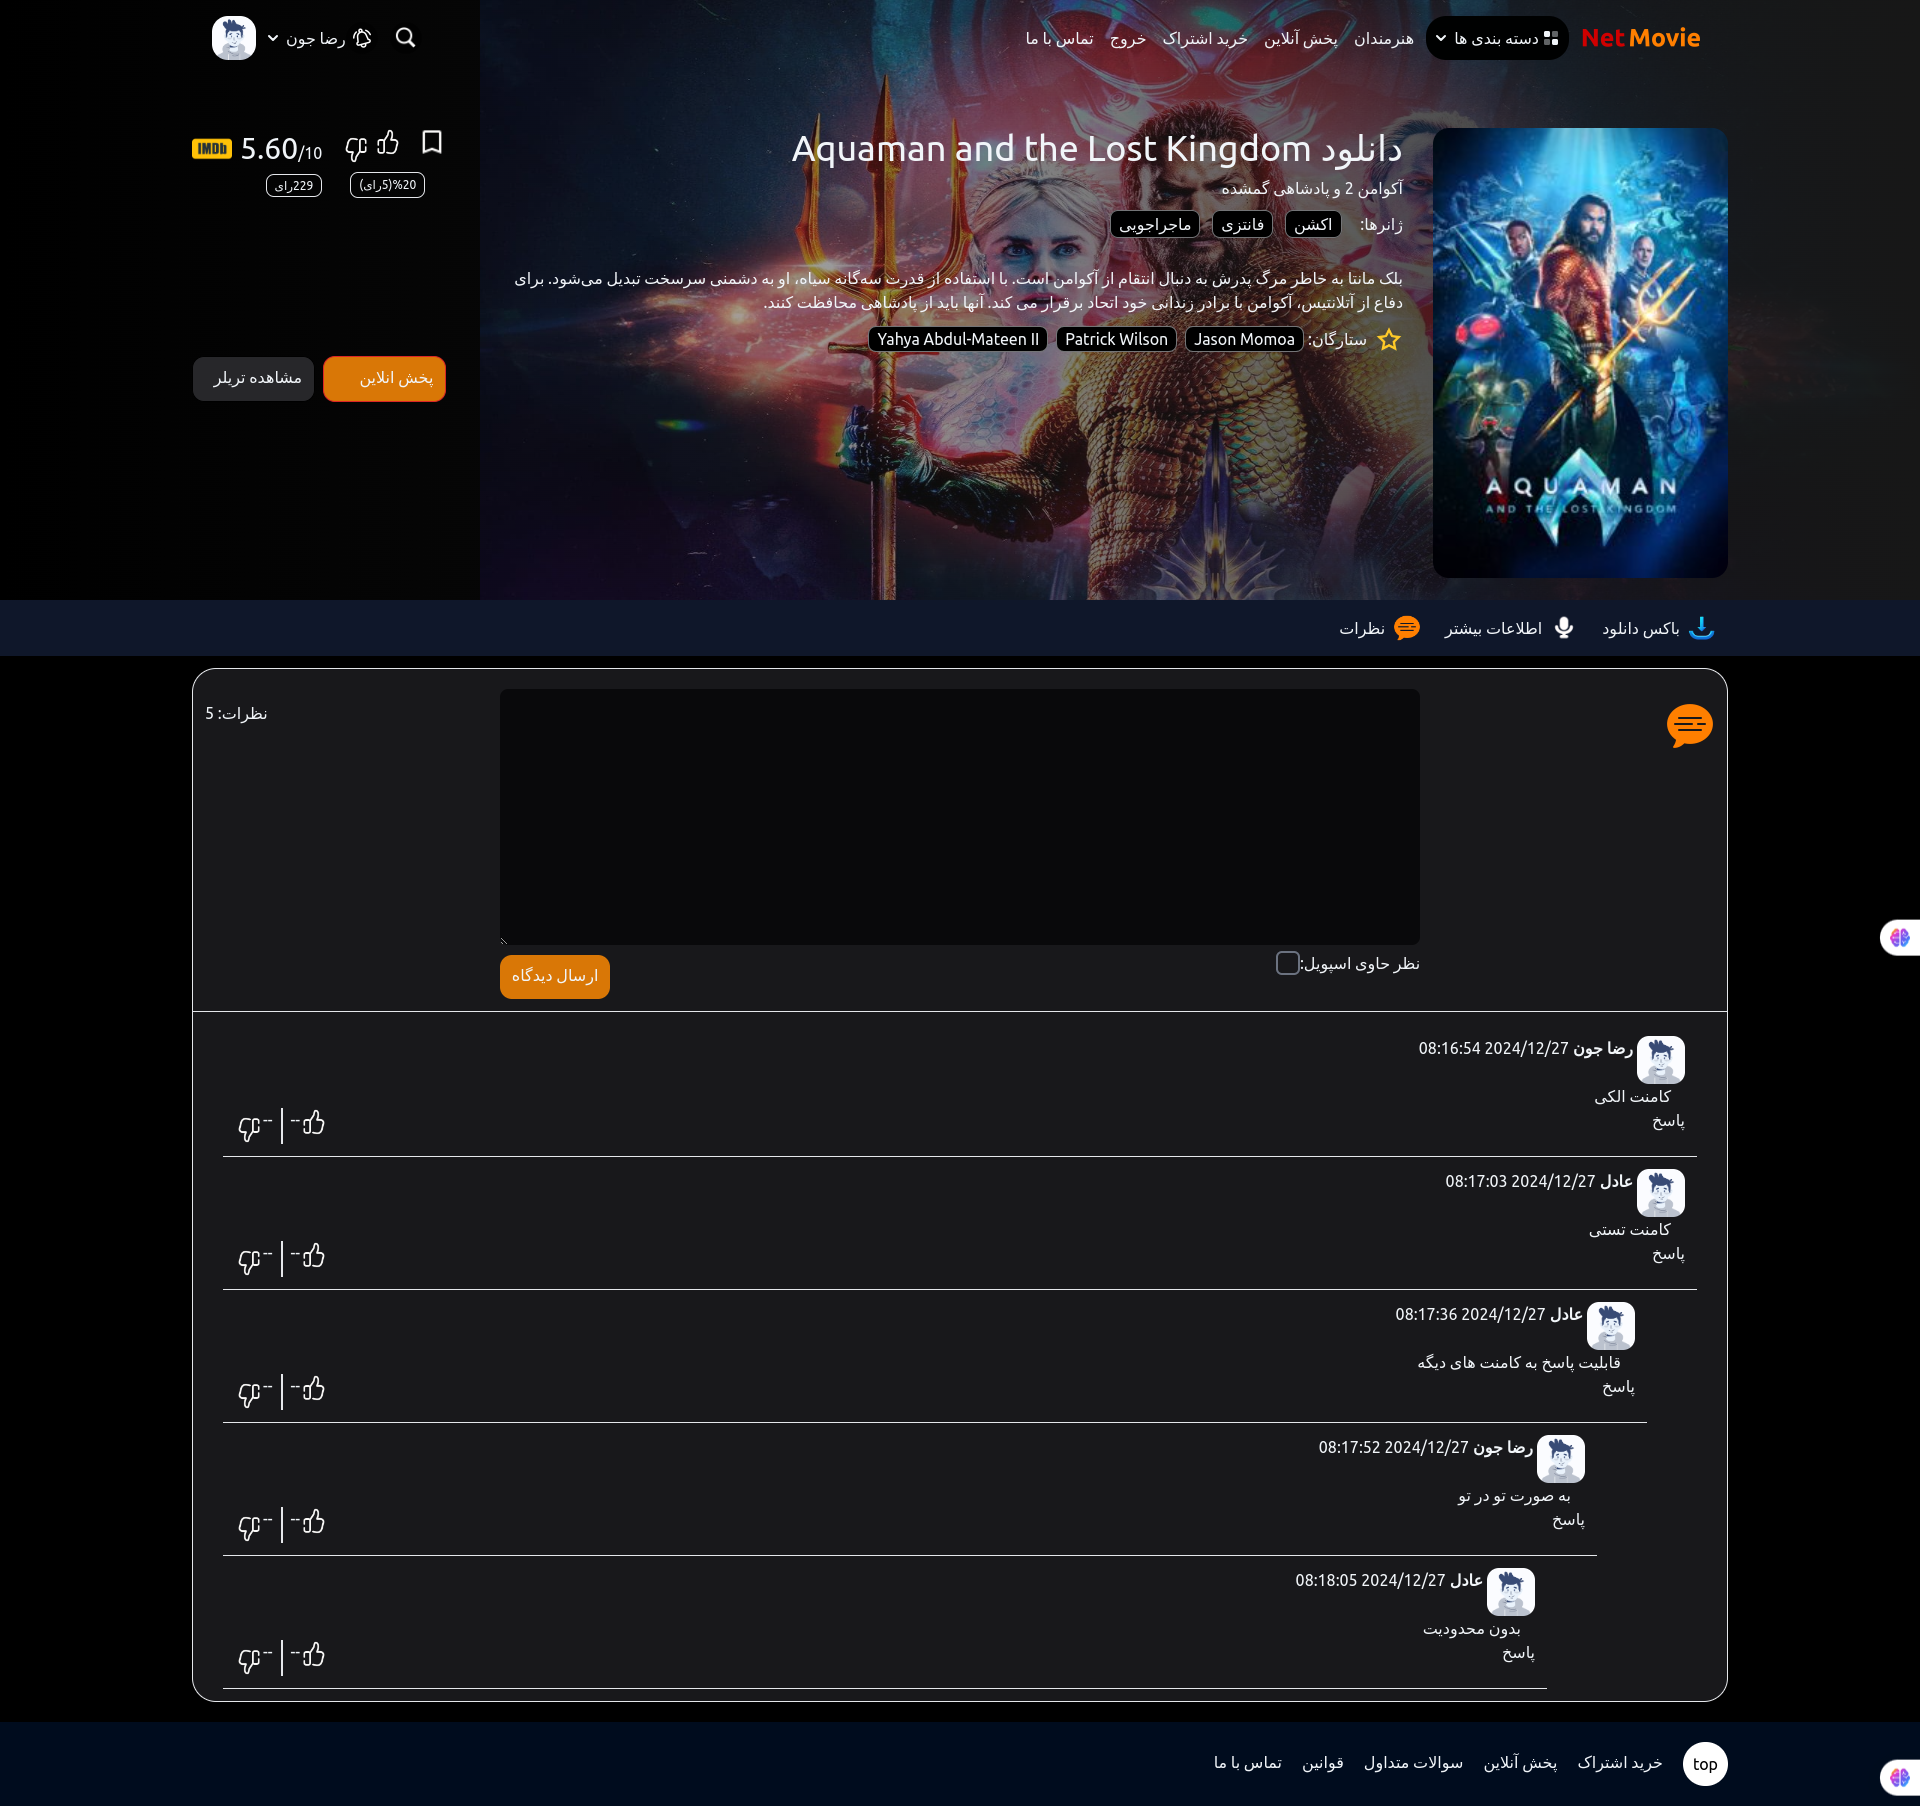 Net Movie
دسته بندی ها
هنرمندان
پخش آنلاین
خرید اشتراک
خروج
تماس با ما
رضا جون
دانلود Aquaman and the Lost Kingdom
آکوامن 2 و پادشاهی گمشده
ژانرها: اکشن فانتزی ماجراجویی
بلک مانتا به خاطر مرگ پدرش به دنبال انتقام از آکوامن است. با استفاده از قدرت سه‌گانه سیاه، او به دشمنی سرسخت تبدیل می‌شود. برای
دفاع از آتلانتیس، آکوامن با برادر زندانی خود اتحاد برقرار می کند. آنها باید از پادشاهی محافظت کنند.
ستارگان: Jason Momoa Patrick Wilson Yahya Abdul-Mateen II
AQUAMAN
AND THE LOST KINGDOM
5.60/10 IMDb
%20(5رای)
229رای
پخش انلاین
مشاهده تریلر
باکس دانلود
اطلاعات بیشتر
نظرات
نظرات: 5
نظر حاوی اسپویل:
ارسال دیدگاه
رضا جون 2024/12/27 08:16:54
کامنت الکی
پاسخ
-- | --
عادل 2024/12/27 08:17:03
کامنت تستی
پاسخ
-- | --
عادل 2024/12/27 08:17:36
قابلیت پاسخ به کامنت های دیگه
پاسخ
-- | --
رضا جون 2024/12/27 08:17:52
به صورت تو در تو
پاسخ
-- | --
عادل 2024/12/27 08:18:05
بدون محدودیت
پاسخ
-- | --
top
خرید اشتراک
پخش آنلاین
سوالات متداول
قوانین
تماس با ما